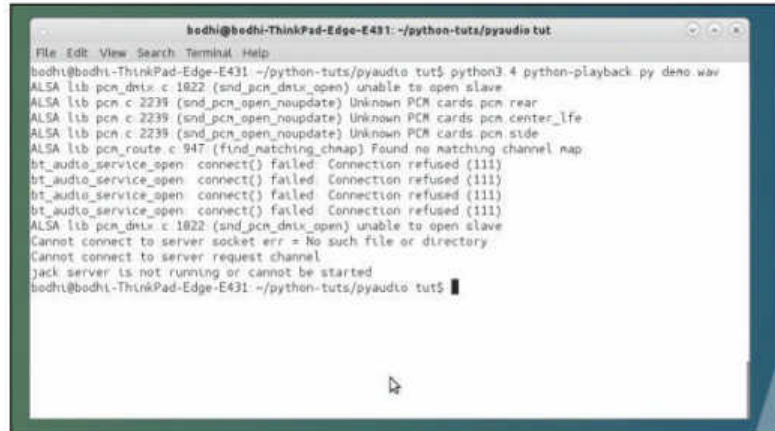 bodhi@bodhi-ThinkPad-Edge-E431: ~/python-tuts/pyaudio tut
File Edit View Search Terminal Help
bodhi@bodhi-ThinkPad-Edge-E431 ~/python-tuts/pyaudio tut$ python3.4 python-playback py demo wav
ALSA lib pcm_dmix c 1022 (snd_pcm_dmix_open) unable to open slave
ALSA lib pcm c 2239 (snd_pcm_open_noupdate) Unknown PCM cards pcm rear
ALSA lib pcm c 2239 (snd_pcm_open_noupdate) Unknown PCM cards pcm center_lfe
ALSA lib pcm c 2239 (snd_pcm_open_noupdate) Unknown PCM cards pcm side
ALSA lib pcm_route c 947 (find_matching_chmap) Found no matching channel map
bt_audio_service_open connect() failed Connection refused (111)
bt_audio_service_open connect() failed Connection refused (111)
bt_audio_service_open connect() failed Connection refused (111)
bt_audio_service_open connect() failed Connection refused (111)
ALSA lib pcm_dmix c 1022 (snd_pcm_dmix_open) unable to open slave
Cannot connect to server socket err = No such file or directory
Cannot connect to server request channel
jack server is not running or cannot be started
bodhi@bodhi-ThinkPad-Edge-E431 ~/python-tuts/pyaudio tut$